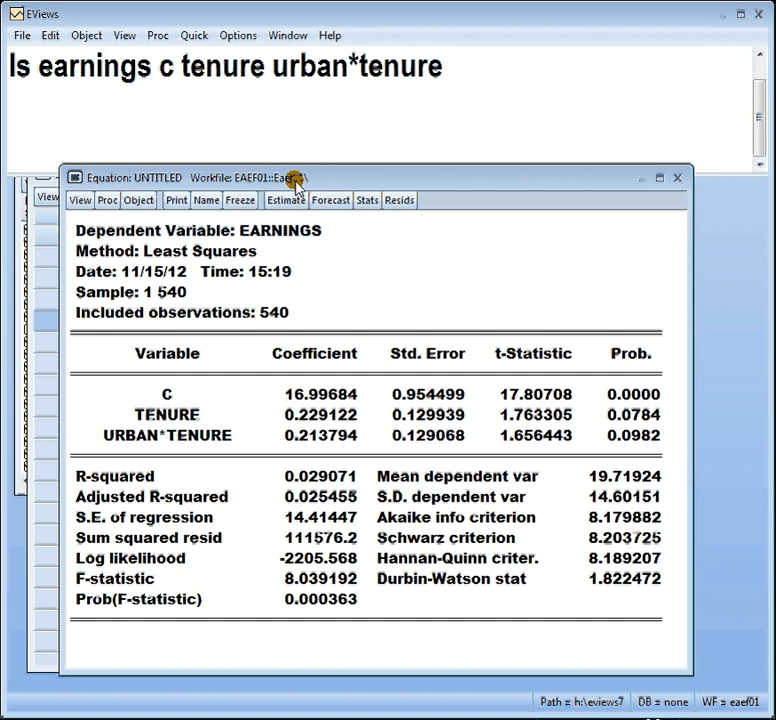 EViews
File Edit Object View Proc Quick Options Window Help
ls earnings c tenure urban*tenure
Equation: UNTITLED Workfile: EAEF01::
View
View Proc Object Print Name Freeze Estimate Forecast Stats Resids
Dependent Variable: EARNINGS
Method: Least Squares
Date: 11/15/12 Time: 15:19
Sample: 1 540
Included observations: 540
Variable Coefficient Std. Error t-Statistic Prob.
C 16.99684 0.954499 17.80708 0.0000
TENURE 0.229122 0.129939 1.763305 0.0784
URBAN*TENURE 0.213794 0.129068 1.656443 0.0982
R-squared 0.029071 Mean dependent var 19.71924
Adjusted R-squared 0.025455 S.D. dependent var 14.60151
S.E. of regression 14.41447 Akaike info criterion 8.179882
Sum squared resid 111576.2 Schwarz criterion 8.203725
Log likelihood -2205.568 Hannan-Quinn criter. 8.189207
F-statistic 8.039192 Durbin-Watson stat 1.822472
Prob(F-statistic) 0.000363
Path = h:\eviews7 DB = none WF = eaef01